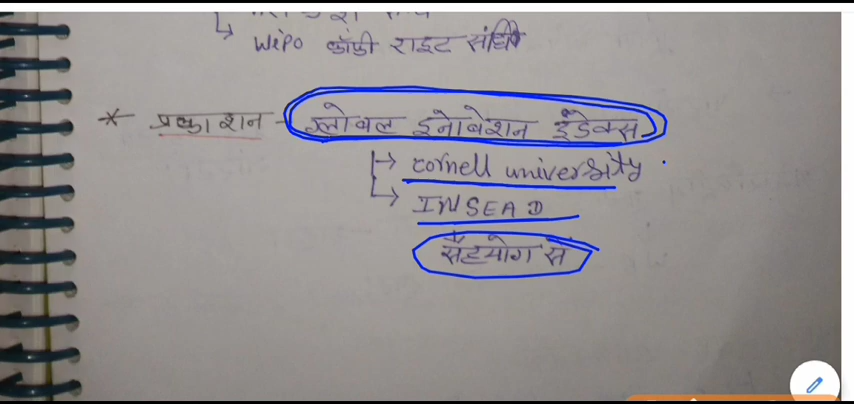 WIPO कॉपी राइट संधि
* प्रकाशन - ग्लोबल इनोवेशन इंडेक्स
→ cornell university
→ INSEAD
सहयोग से